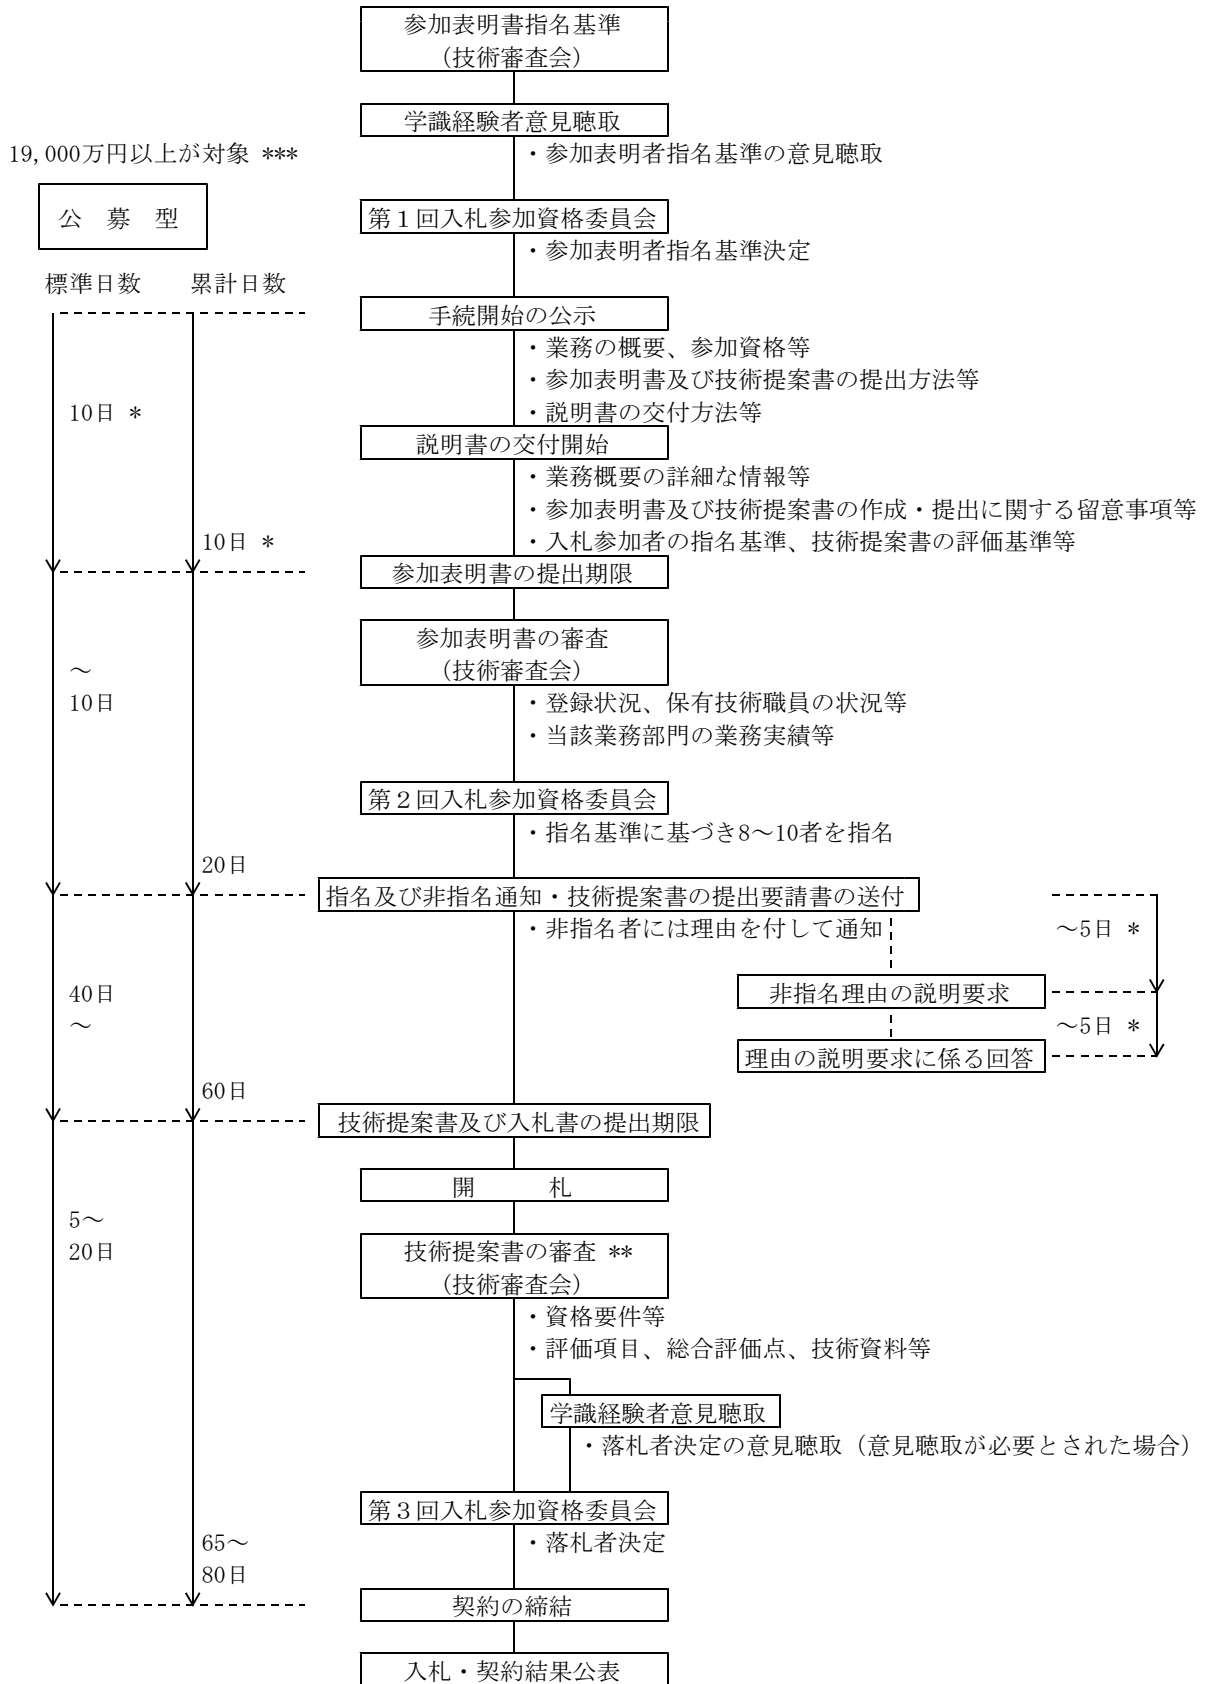 参加表明書指名基準
（技術審査会）
学識経験者意見聴取
19,000万円以上が対象 ***
・参加表明者指名基準の意見聴取
公　募　型
第１回入札参加資格委員会
・参加表明者指名基準決定
標準日数　累計日数
手続開始の公示
・業務の概要、参加資格等
・参加表明書及び技術提案書の提出方法等
10日 *
・説明書の交付方法等
説明書の交付開始
・業務概要の詳細な情報等
・参加表明書及び技術提案書の作成・提出に関する留意事項等
10日 *
・入札参加者の指名基準、技術提案書の評価基準等
参加表明書の提出期限
参加表明書の審査
（技術審査会）
～
10日
・登録状況、保有技術職員の状況等
・当該業務部門の業務実績等
第２回入札参加資格委員会
・指名基準に基づき8～10者を指名
20日
指名及び非指名通知・技術提案書の提出要請書の送付
・非指名者には理由を付して通知
～5日 *
40日
～
非指名理由の説明要求
～5日 *
理由の説明要求に係る回答
60日
技術提案書及び入札書の提出期限
開　　　札
5～
20日
技術提案書の審査 **
（技術審査会）
・資格要件等
・評価項目、総合評価点、技術資料等
学識経験者意見聴取
・落札者決定の意見聴取（意見聴取が必要とされた場合）
第３回入札参加資格委員会
・落札者決定
65～
80日
契約の締結
入札・契約結果公表